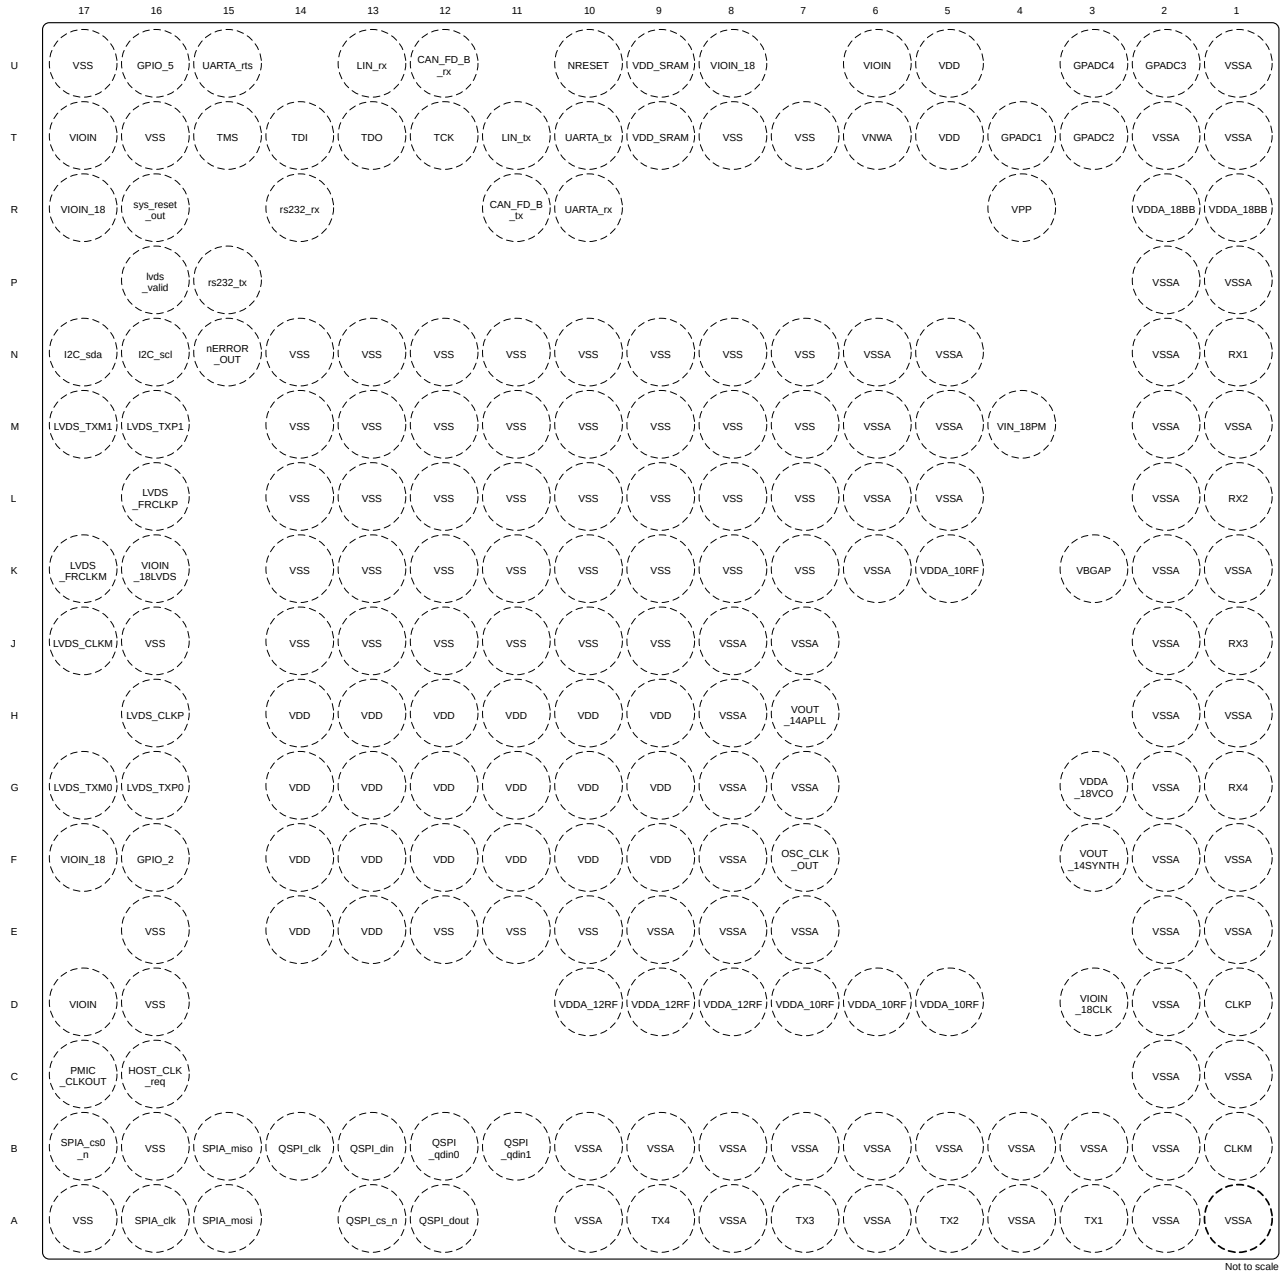 17 16 15 14 13 12 11 10 9 8 7 6 5 4 3 2 1
U VSS GPIO_5 UARTA_rts LIN_rx CAN_FD_B _rx NRESET VDD_SRAM VIOIN_18 VIOIN VDD GPADC4 GPADC3 VSSA
T VIOIN VSS TMS TDI TDO TCK LIN_tx UARTA_tx VDD_SRAM VSS VSS VNWA VDD GPADC1 GPADC2 VSSA VSSA
R VIOIN_18 sys_reset _out rs232_rx CAN_FD_B _tx UARTA_rx VPP VDDA_18BB VDDA_18BB
P lvds _valid rs232_tx VSSA VSSA
N I2C_sda I2C_scl nERROR _OUT VSS VSS VSS VSS VSS VSS VSS VSS VSSA VSSA VSSA RX1
M LVDS_TXM1 LVDS_TXP1 VSS VSS VSS VSS VSS VSS VSS VSS VSSA VSSA VIN_18PM VSSA VSSA
L LVDS _FRCLKP VSS VSS VSS VSS VSS VSS VSS VSS VSSA VSSA VSSA RX2
K LVDS _FRCLKM VIOIN _18LVDS VSS VSS VSS VSS VSS VSS VSS VSS VSSA VDDA_10RF VBGAP VSSA VSSA
J LVDS_CLKM VSS VSS VSS VSS VSS VSS VSS VSSA VSSA VSSA RX3
H LVDS_CLKP VDD VDD VDD VDD VDD VDD VSSA VOUT _14APLL VSSA VSSA
G LVDS_TXM0 LVDS_TXP0 VDD VDD VDD VDD VDD VDD VSSA VSSA VDDA _18VCO VSSA RX4
F VIOIN_18 GPIO_2 VDD VDD VDD VDD VDD VDD VSSA OSC_CLK _OUT VOUT _14SYNTH VSSA VSSA
E VSS VDD VDD VSS VSS VSS VSSA VSSA VSSA VSSA VSSA
D VIOIN VSS VDDA_12RF VDDA_12RF VDDA_12RF VDDA_10RF VDDA_10RF VDDA_10RF VIOIN _18CLK VSSA CLKP
C PMIC _CLKOUT HOST_CLK _req VSSA VSSA
B SPIA_cs0 _n VSS SPIA_miso QSPI_clk QSPI_din QSPI _qdin0 QSPI _qdin1 VSSA VSSA VSSA VSSA VSSA VSSA VSSA VSSA VSSA CLKM
A VSS SPIA_clk SPIA_mosi QSPI_cs_n QSPI_dout VSSA TX4 VSSA TX3 VSSA TX2 VSSA TX1 VSSA VSSA
Not to scale